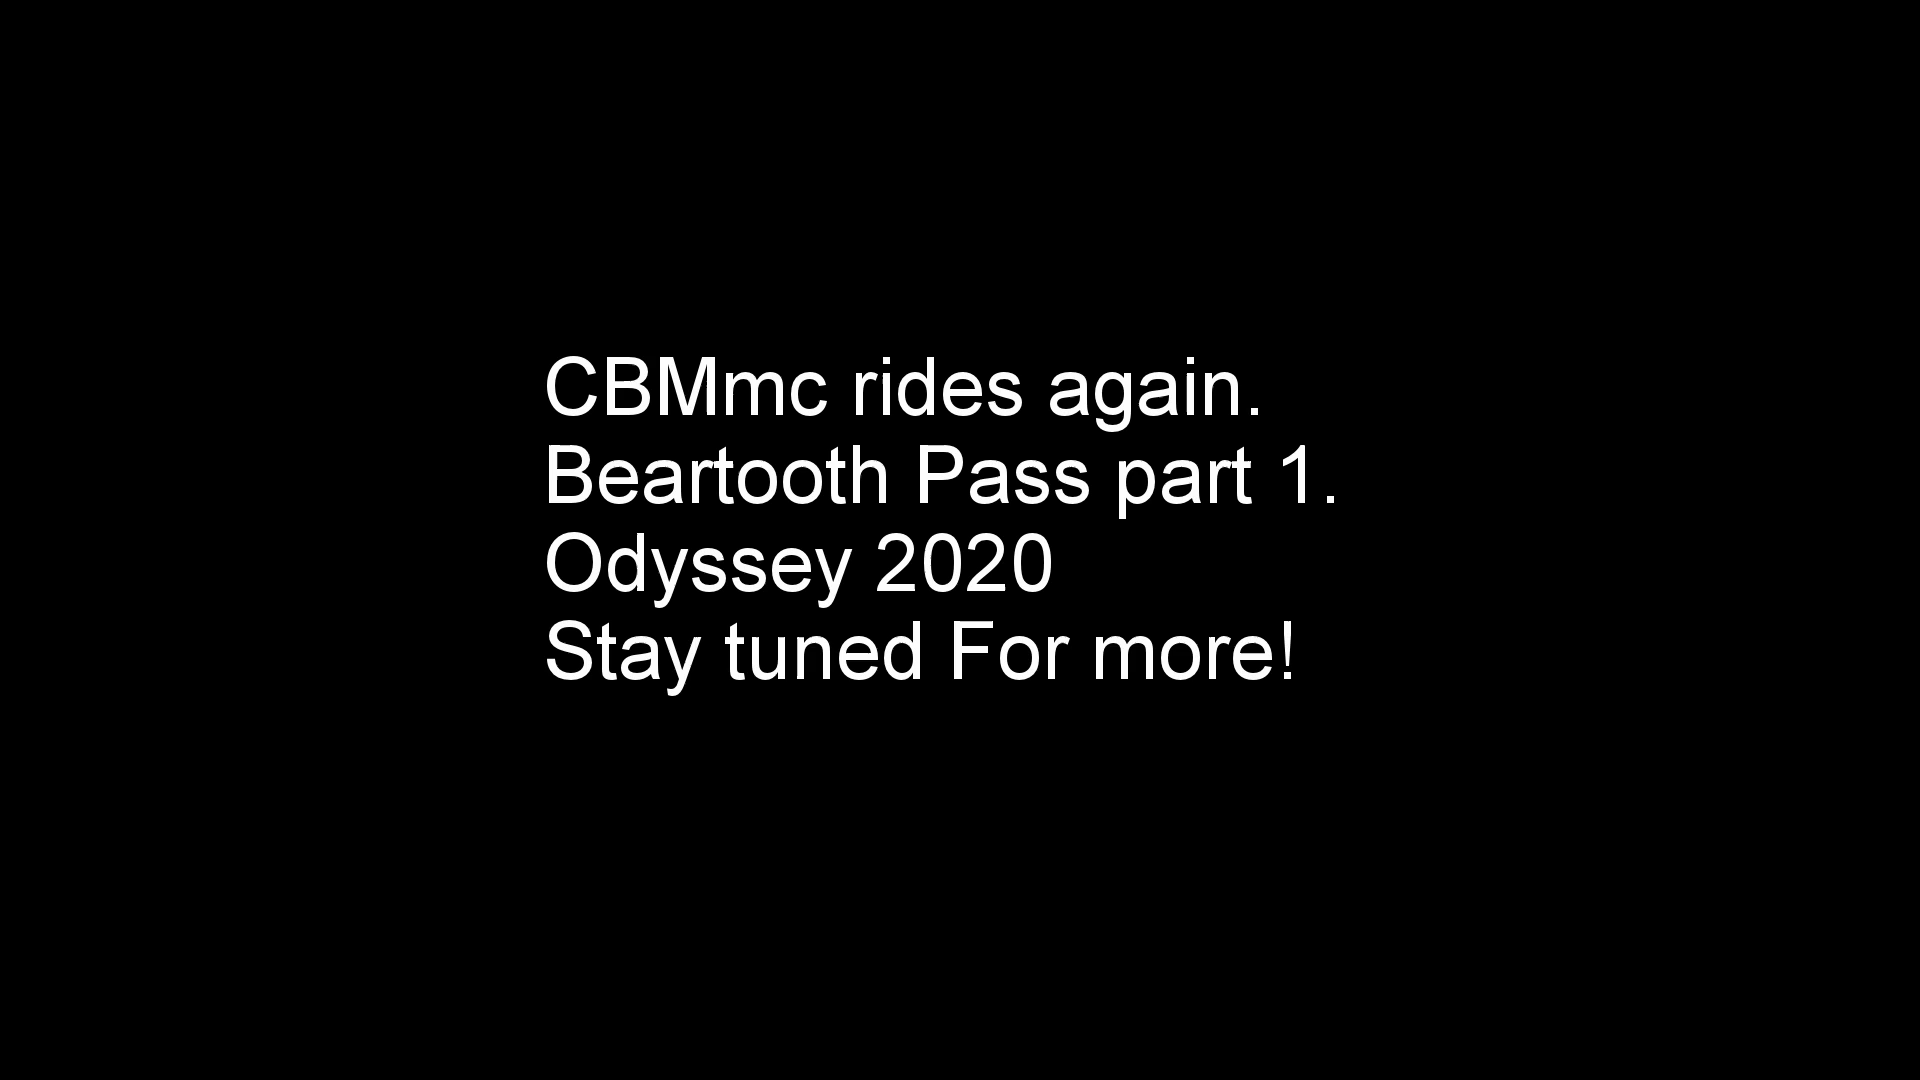 CBMmc rides again.
Beartooth Pass part 1.
Odyssey 2020
Stay tuned For more!